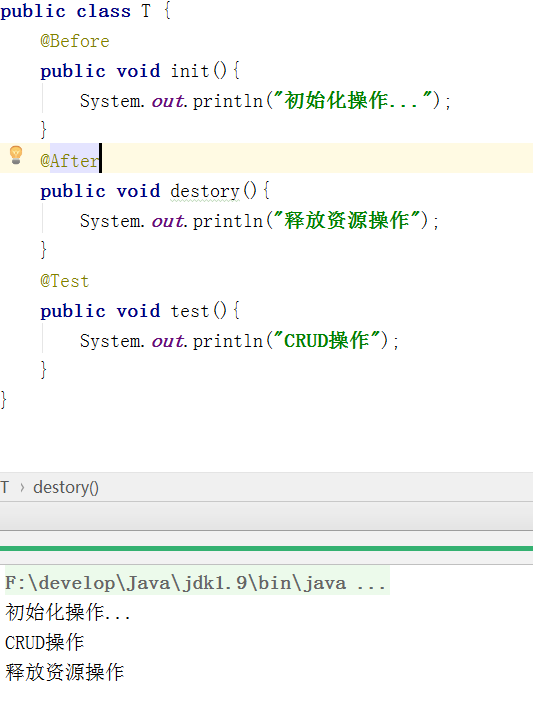 public class T {
@Before
public void init(){
System.out.println("初始化操作...");
}
@After
public void destory(){
System.out.println("释放资源操作");
}
@Test
public void test(){
System.out.println("CRUD操作");
}
}
T › destory()
F:\develop\Java\jdk1.9\bin\java ...
初始化操作...
CRUD操作
释放资源操作